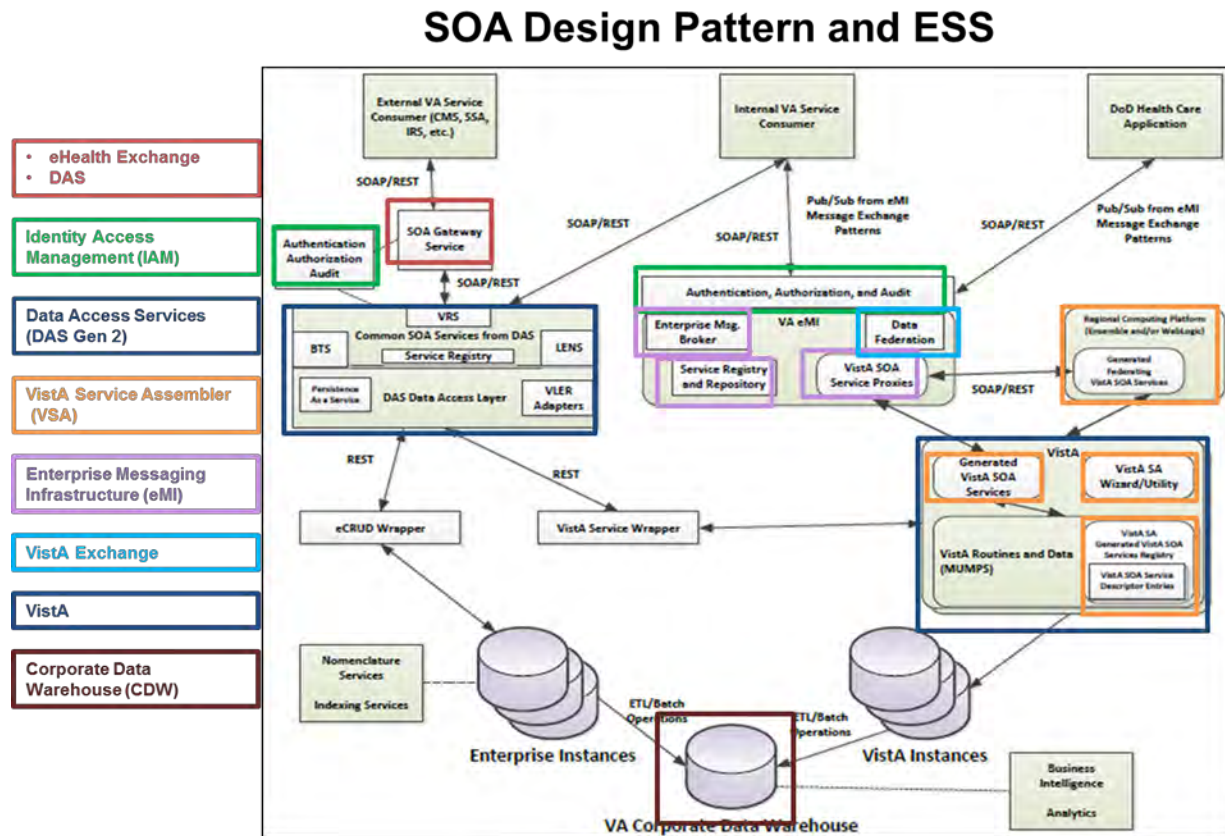 SOA Design Pattern and ESS
• eHealth Exchange
• DAS
Identity Access
Management (IAM)
Data Access Services
(DAS Gen 2)
VistA Service Assembler
(VSA)
Enterprise Messaging
Infrastructure (eMI)
VistA Exchange
VistA
Corporate Data
Warehouse (CDW)
External VA Service
Consumer (CMS, SSA,
IRS, etc.)
Internal VA Service
Consumer
DoD Health Care
Application
SOAP/REST
SOAP/REST
Pub/Sub from eMI
Message Exchange
Patterns
SOAP/REST
Pub/Sub from eMI
Message Exchange
Patterns
SOAP/REST
SOA Gateway
Service
Authentication
Authorization
Audit
SOAP/REST
Authentication, Authorization, and Audit
VRS
Common SOA Services from DAS
BTS
LENS
Service Registry
Persistence
As a Service
DAS Data Access Layer
VLER
Adapters
Enterprise Msg.
Broker
VA eMI
Data
Federation
Service Registry
and Repository
VistA SOA
Service Proxies
SOAP/REST
Regional Computing Platform
(Ensemble and/or WebLogic)
Generated
Federating
VistA SOA Services
REST
REST
eCRUD Wrapper
VistA Service Wrapper
VistA
Generated
VistA SOA
Services
VistA SA
Wizard/Utility
VistA Routines and Data
(MUMPS)
VistA SA
Generated VistA SOA
Services Registry
VistA SOA Service
Descriptor Entries
Nomenclature
Services
Indexing Services
ETL/Batch
Operations
ETL/Batch
Operations
Enterprise Instances
VistA Instances
Business
Intelligence
Analytics
VA Corporate Data Warehouse